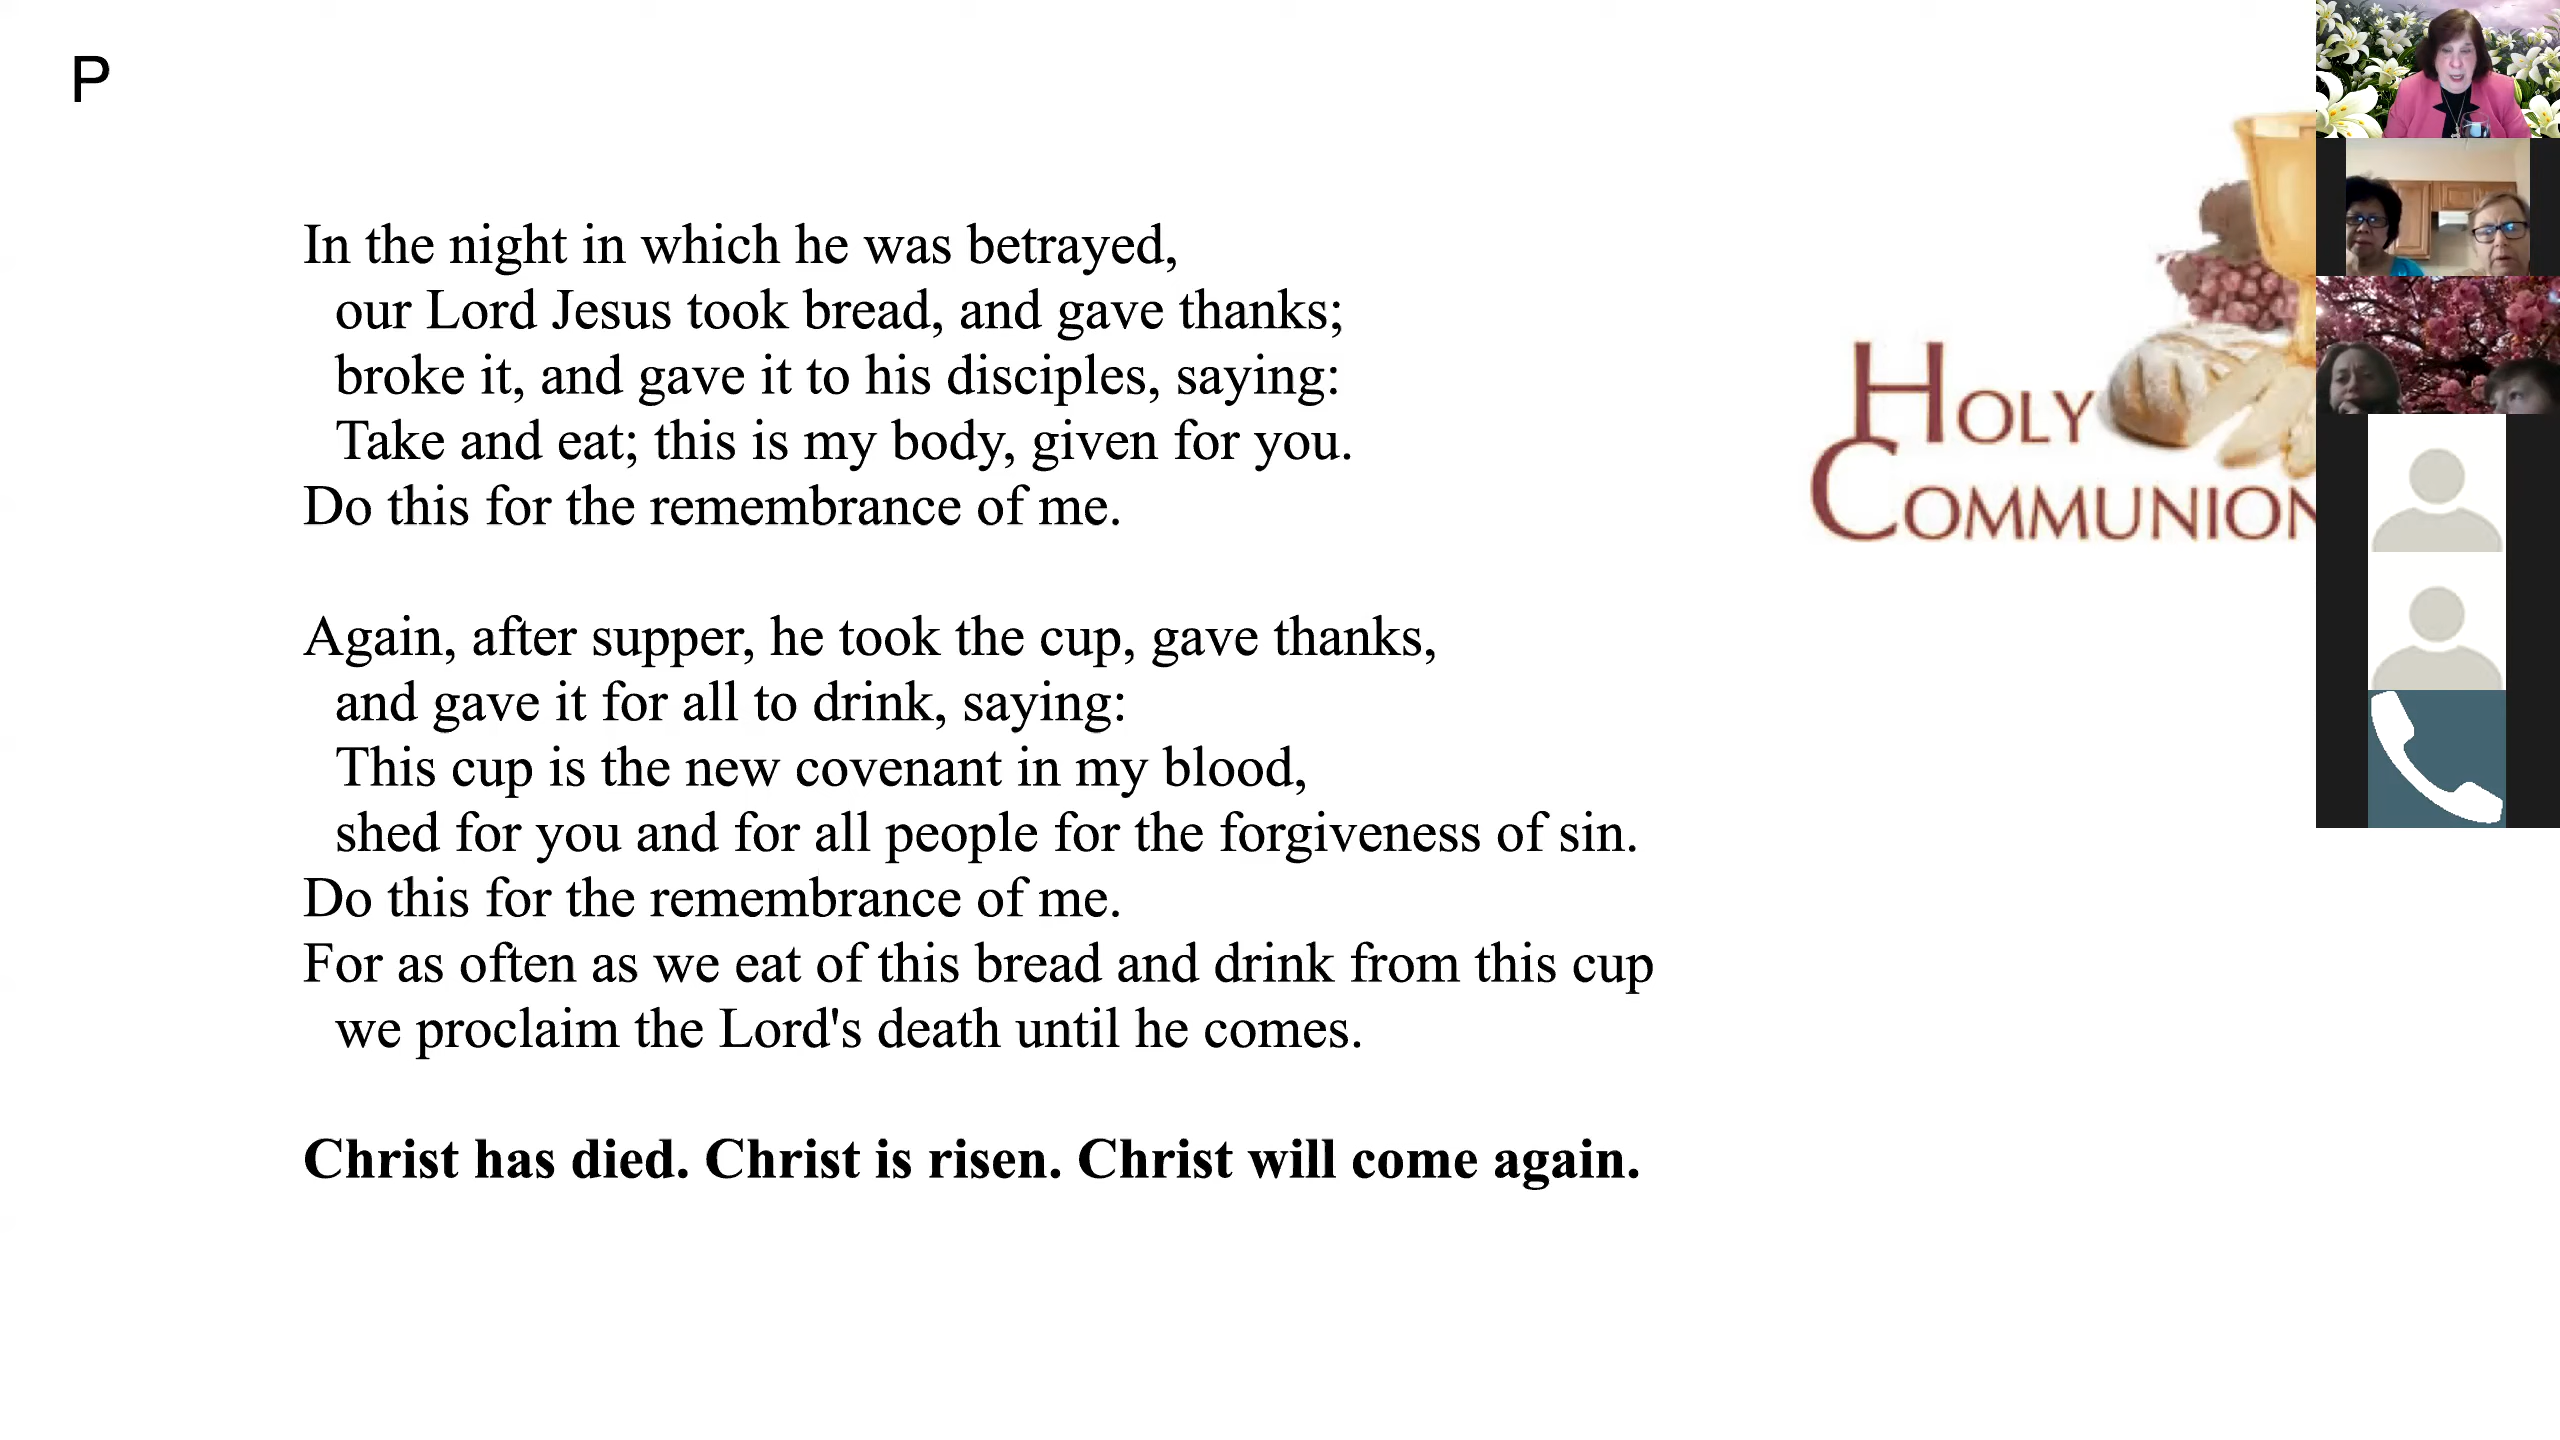 P
In the night in which he was betrayed,
our Lord Jesus took bread, and gave thanks;
broke it, and gave it to his disciples, saying:
Take and eat; this is my body, given for you.
Do this for the remembrance of me.
Again, after supper, he took the cup, gave thanks,
and gave it for all to drink, saying:
This cup is the new covenant in my blood,
shed for you and for all people for the forgiveness of sin.
Do this for the remembrance of me.
For as often as we eat of this bread and drink from this cup
we proclaim the Lord's death until he comes.
Christ has died. Christ is risen. Christ will come again.
HOLY
COMMUNION